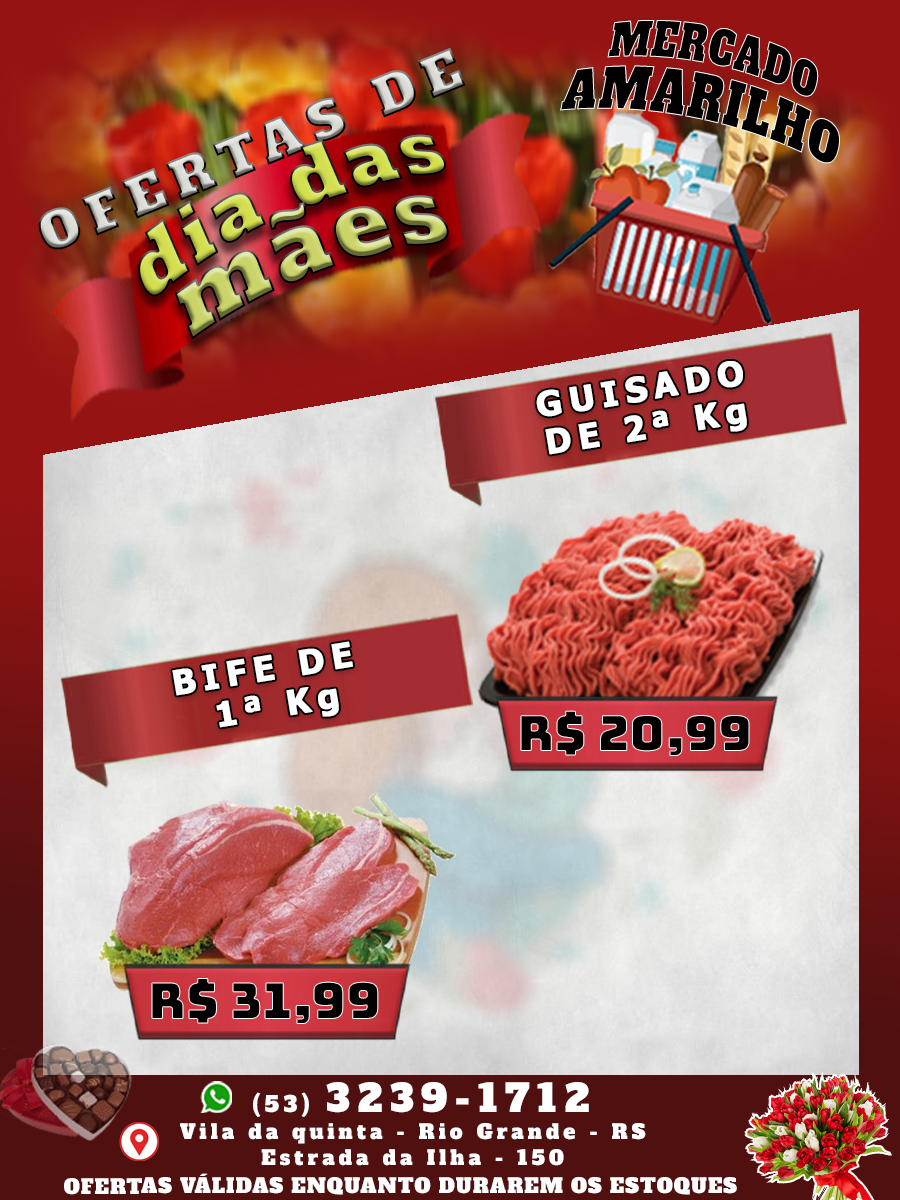 OFERTAS DE
dia das
mães
MERCADO
AMARILHO
GUISADO
DE 2ª Kg
R$ 20,99
BIFE DE
1ª Kg
R$ 31,99
(53) 3239-1712
Vila da quinta - Rio Grande - RS
Estrada da Ilha - 150
OFERTAS VÁLIDAS ENQUANTO DURAREM OS ESTOQUES